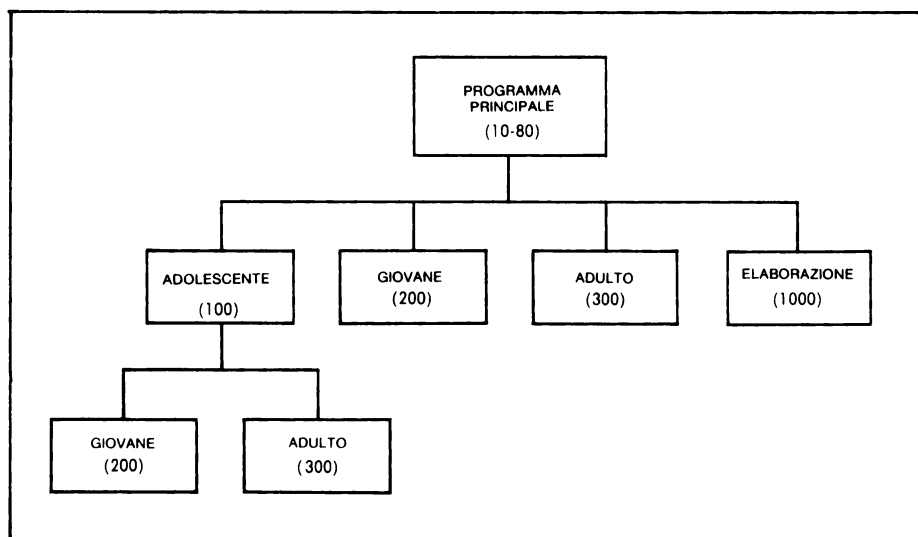 PROGRAMMA
PRINCIPALE
(10-80)
ADOLESCENTE
(100)
GIOVANE
(200)
ADULTO
(300)
ELABORAZIONE
(1000)
GIOVANE
(200)
ADULTO
(300)